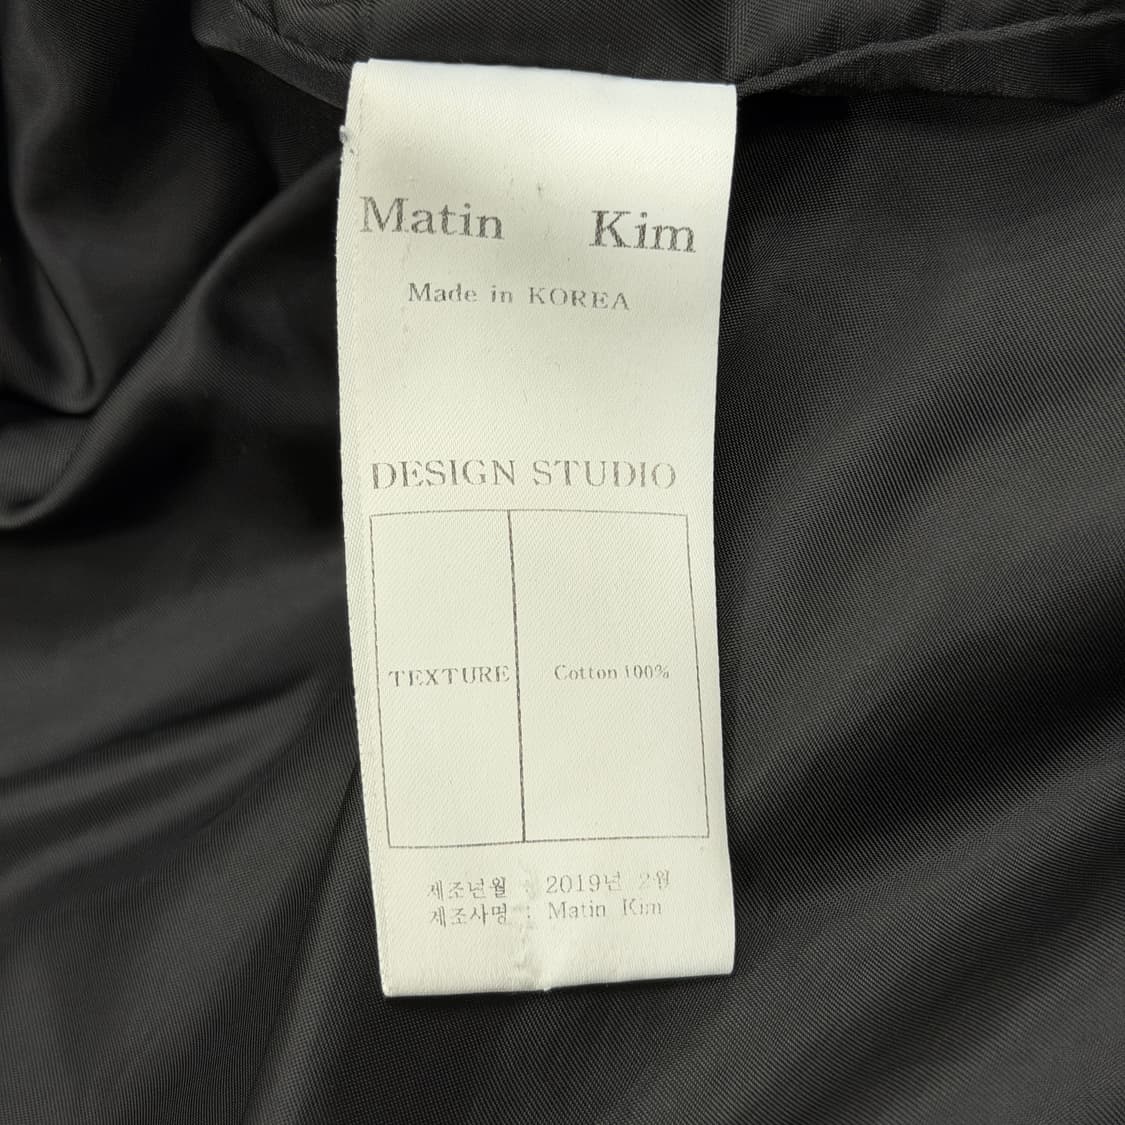 Matin Kim
Made in KOREA
DESIGN STUDIO
TEXTURE
Cotton 100%
제조년월 : 2019년 2월
제조사명 : Matin Kim